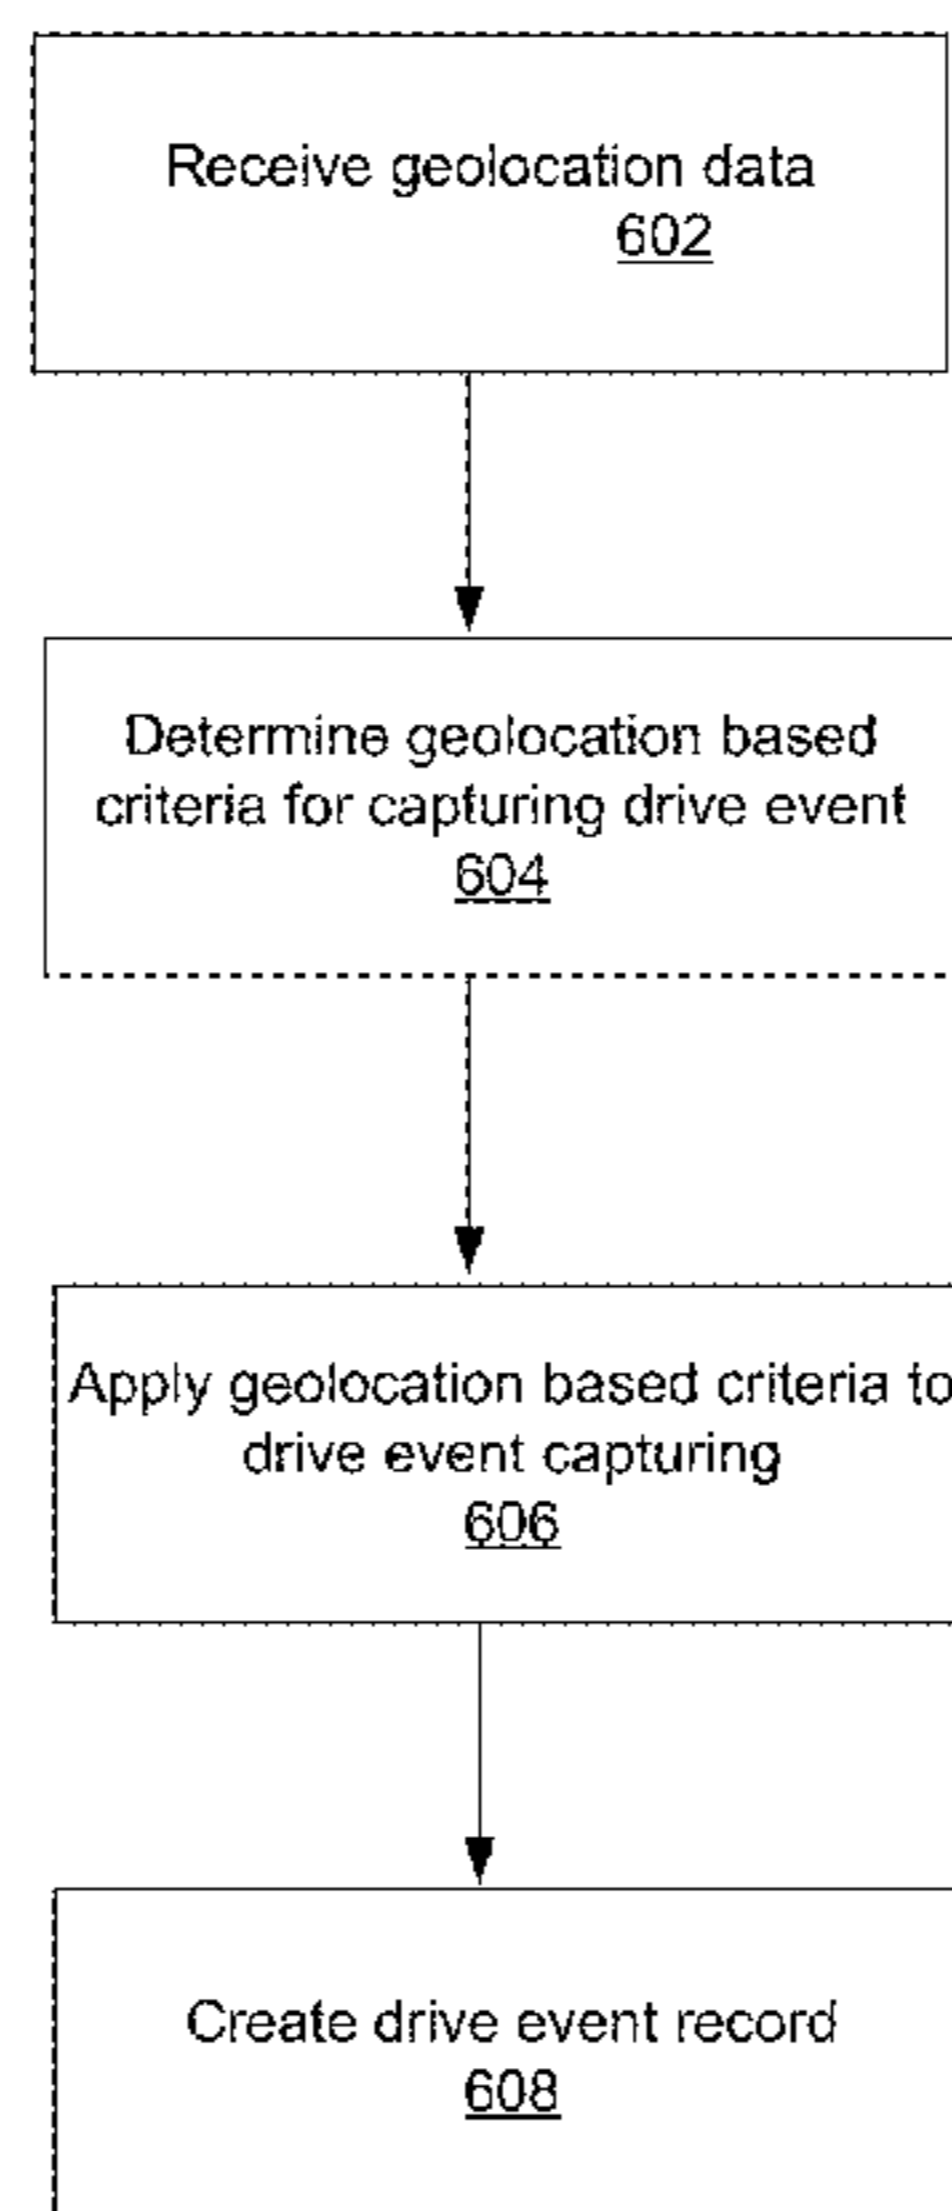 Receive geolocation data
602
Determine geolocation based
criteria for capturing drive event
604
Apply geolocation based criteria to
drive event capturing
606
Create drive event record
608